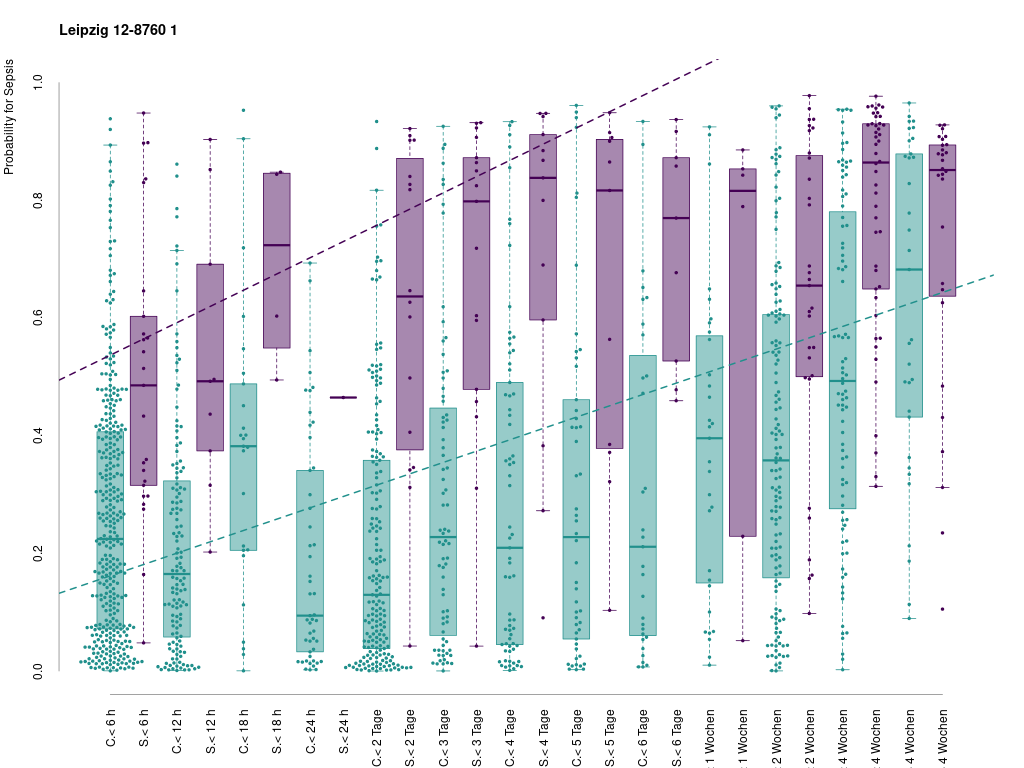 Leipzig 12-8760 1
Probability for Sepsis
1.0
0.8
0.6
0.4
0.2
0.0
C.< 6 h
S.< 6 h
C.< 12 h
S.< 12 h
C.< 18 h
S.< 18 h
C.< 24 h
S.< 24 h
C.< 2 Tage
S.< 2 Tage
C.< 3 Tage
S.< 3 Tage
C.< 4 Tage
S.< 4 Tage
C.< 5 Tage
S.< 5 Tage
C.< 6 Tage
S.< 6 Tage
1 Wochen
1 Wochen
2 Wochen
2 Wochen
4 Wochen
4 Wochen
4 Wochen
4 Wochen